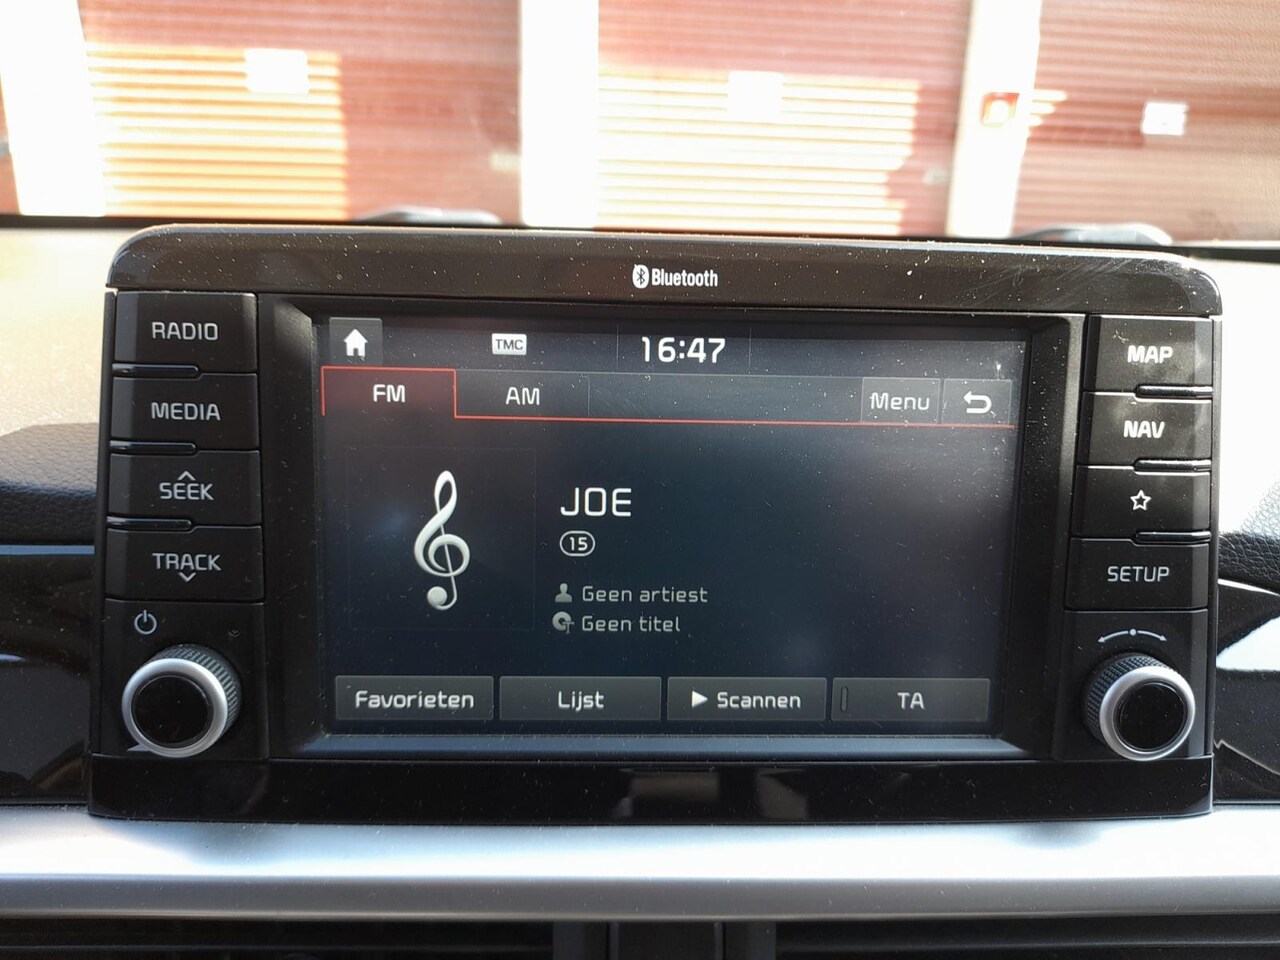 Bluetooth
RADIO
MEDIA
SEEK
TRACK
TMC
16:47
FM
AM
Menu
JOE
15
Geen artiest
Geen titel
Favorieten
Lijst
Scannen
TA
MAP
NAV
SETUP